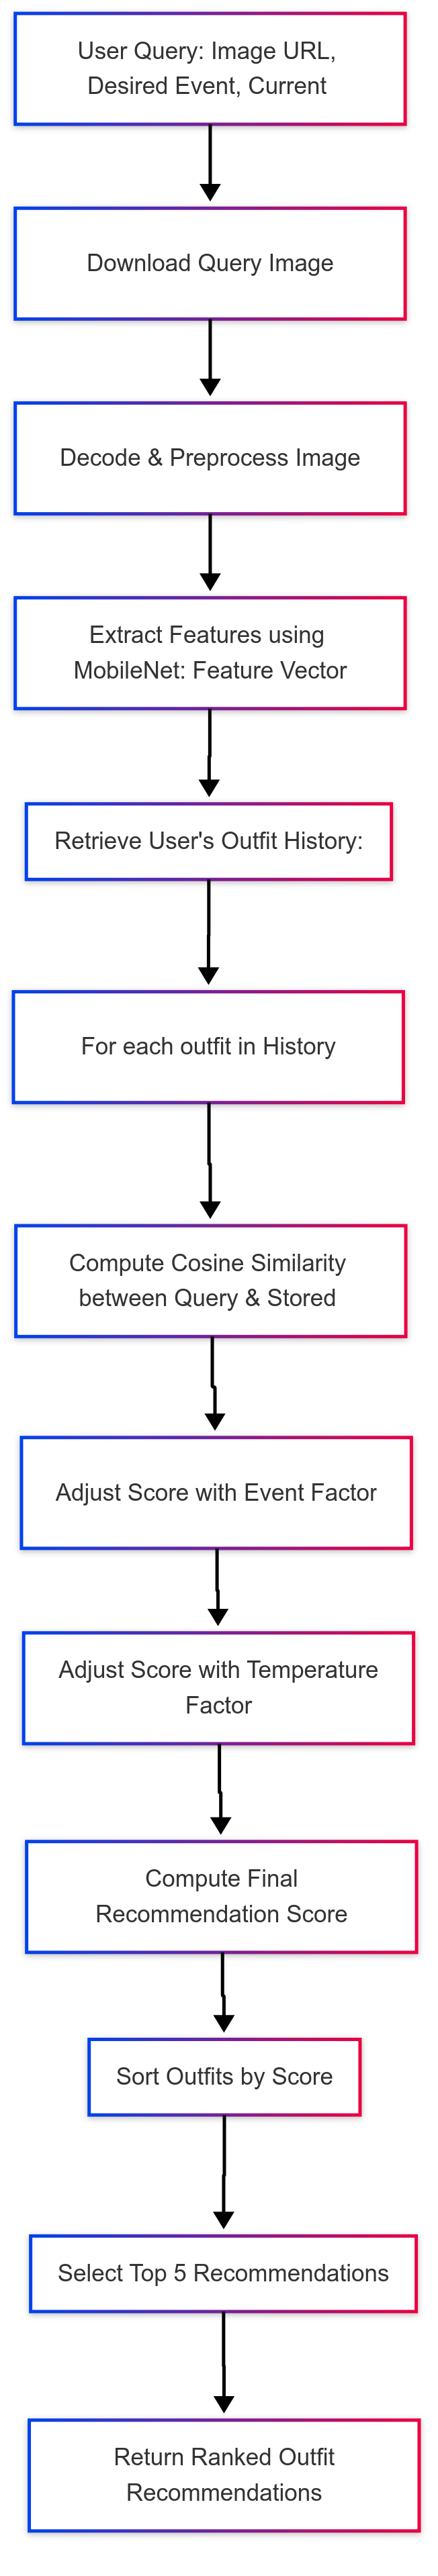 User Query: Image URL,
Desired Event, Current
Download Query Image
Decode & Preprocess Image
Extract Features using
MobileNet: Feature Vector
Retrieve User's Outfit History:
For each outfit in History
Compute Cosine Similarity
between Query & Stored
Adjust Score with Event Factor
Adjust Score with Temperature
Factor
Compute Final
Recommendation Score
Sort Outfits by Score
Select Top 5 Recommendations
Return Ranked Outfit
Recommendations